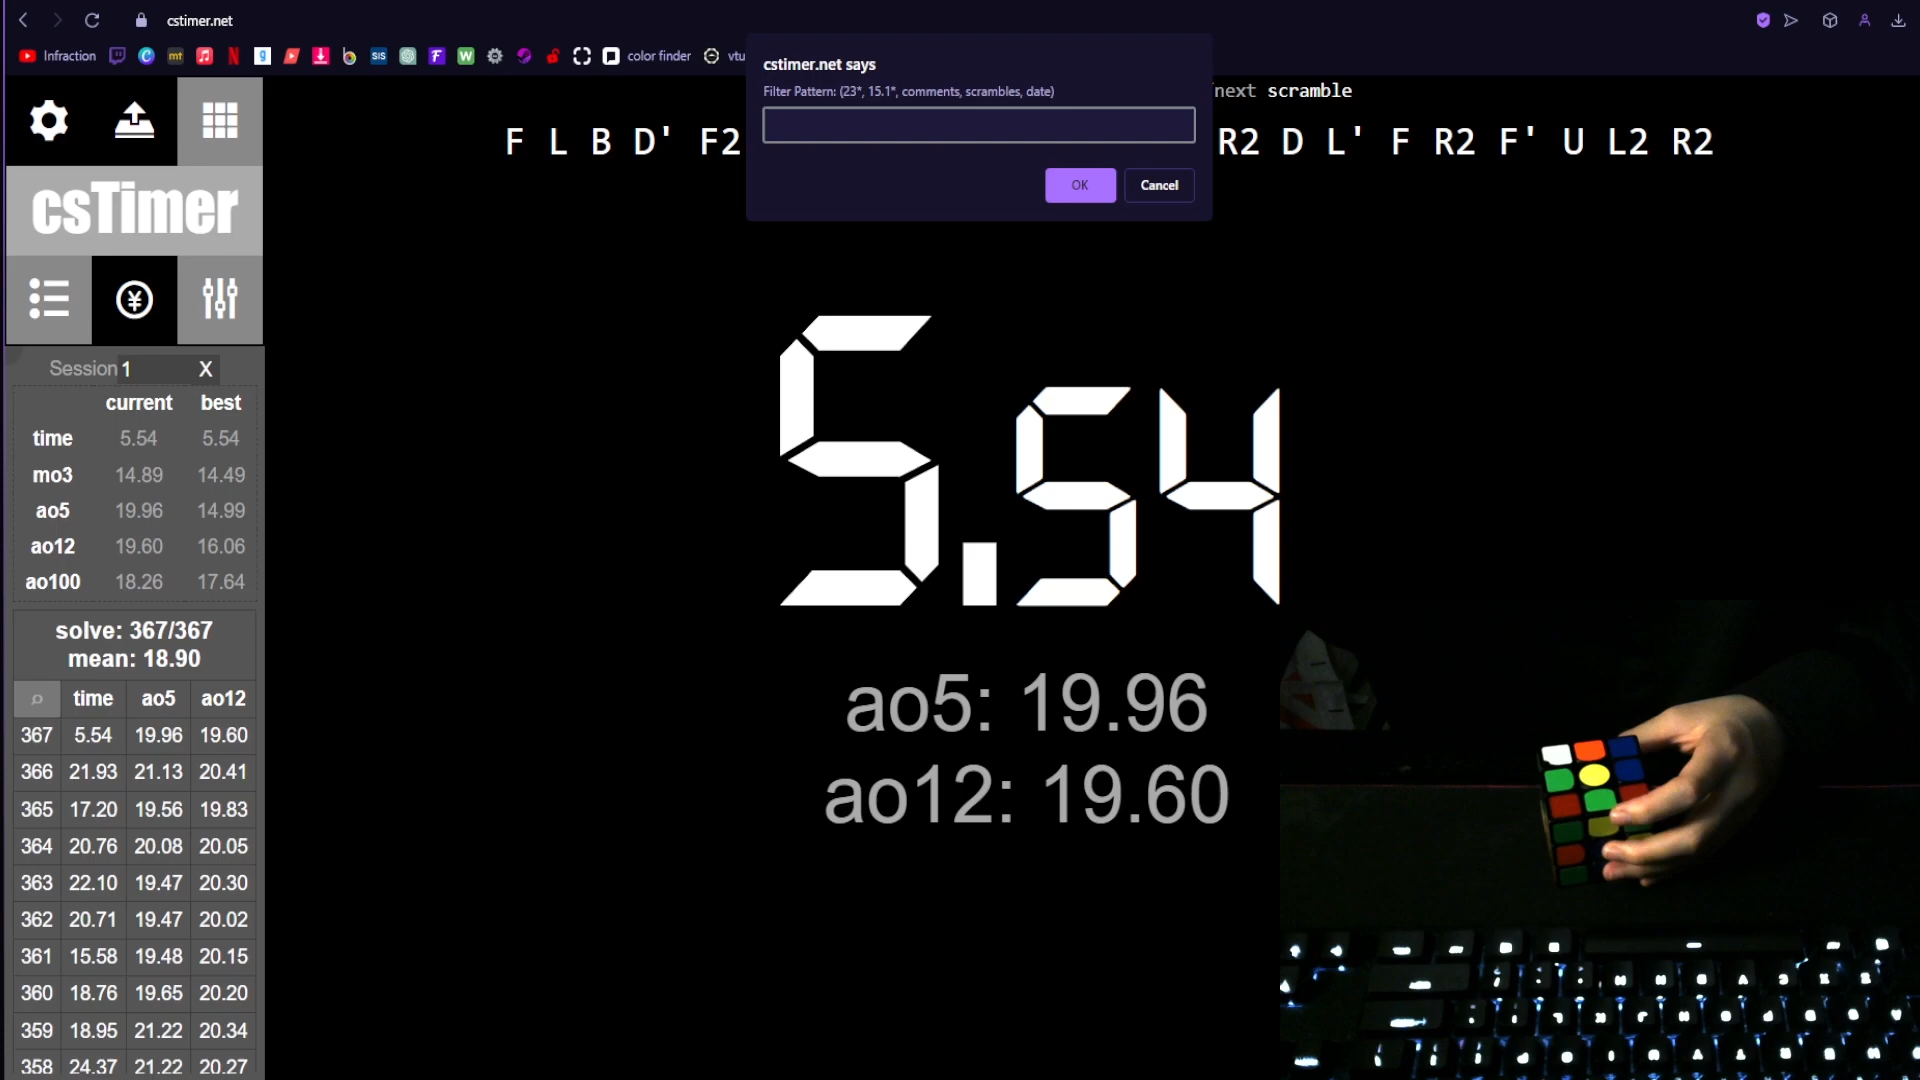 cstimer.net
Infraction
mt
g
SiS
F
W
color finder
vtu
cstimer.net says
Filter Pattern: (23*, 15.1*, comments, scrambles, date)
OK
Cancel
next scramble
F L B D' F2
R2 D L' F R2 F' U L2 R2
csTimer
Session 1 X
current best
time 5.54 5.54
mo3 14.89 14.49
ao5 19.96 14.99
ao12 19.60 16.06
ao100 18.26 17.64
solve: 367/367
mean: 18.90
time ao5 ao12
367 5.54 19.96 19.60
366 21.93 21.13 20.41
365 17.20 19.56 19.83
364 20.76 20.08 20.05
363 22.10 19.47 20.30
362 20.71 19.47 20.02
361 15.58 19.48 20.15
360 18.76 19.65 20.20
359 18.95 21.22 20.34
358 24.37 21.22 20.27
5.54
ao5: 19.96
ao12: 19.60